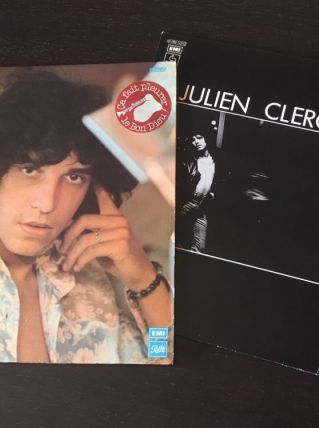 Ça fait pleurer
le Bon Dieu
EMI
Pathé
EMI
JULIEN CLERC